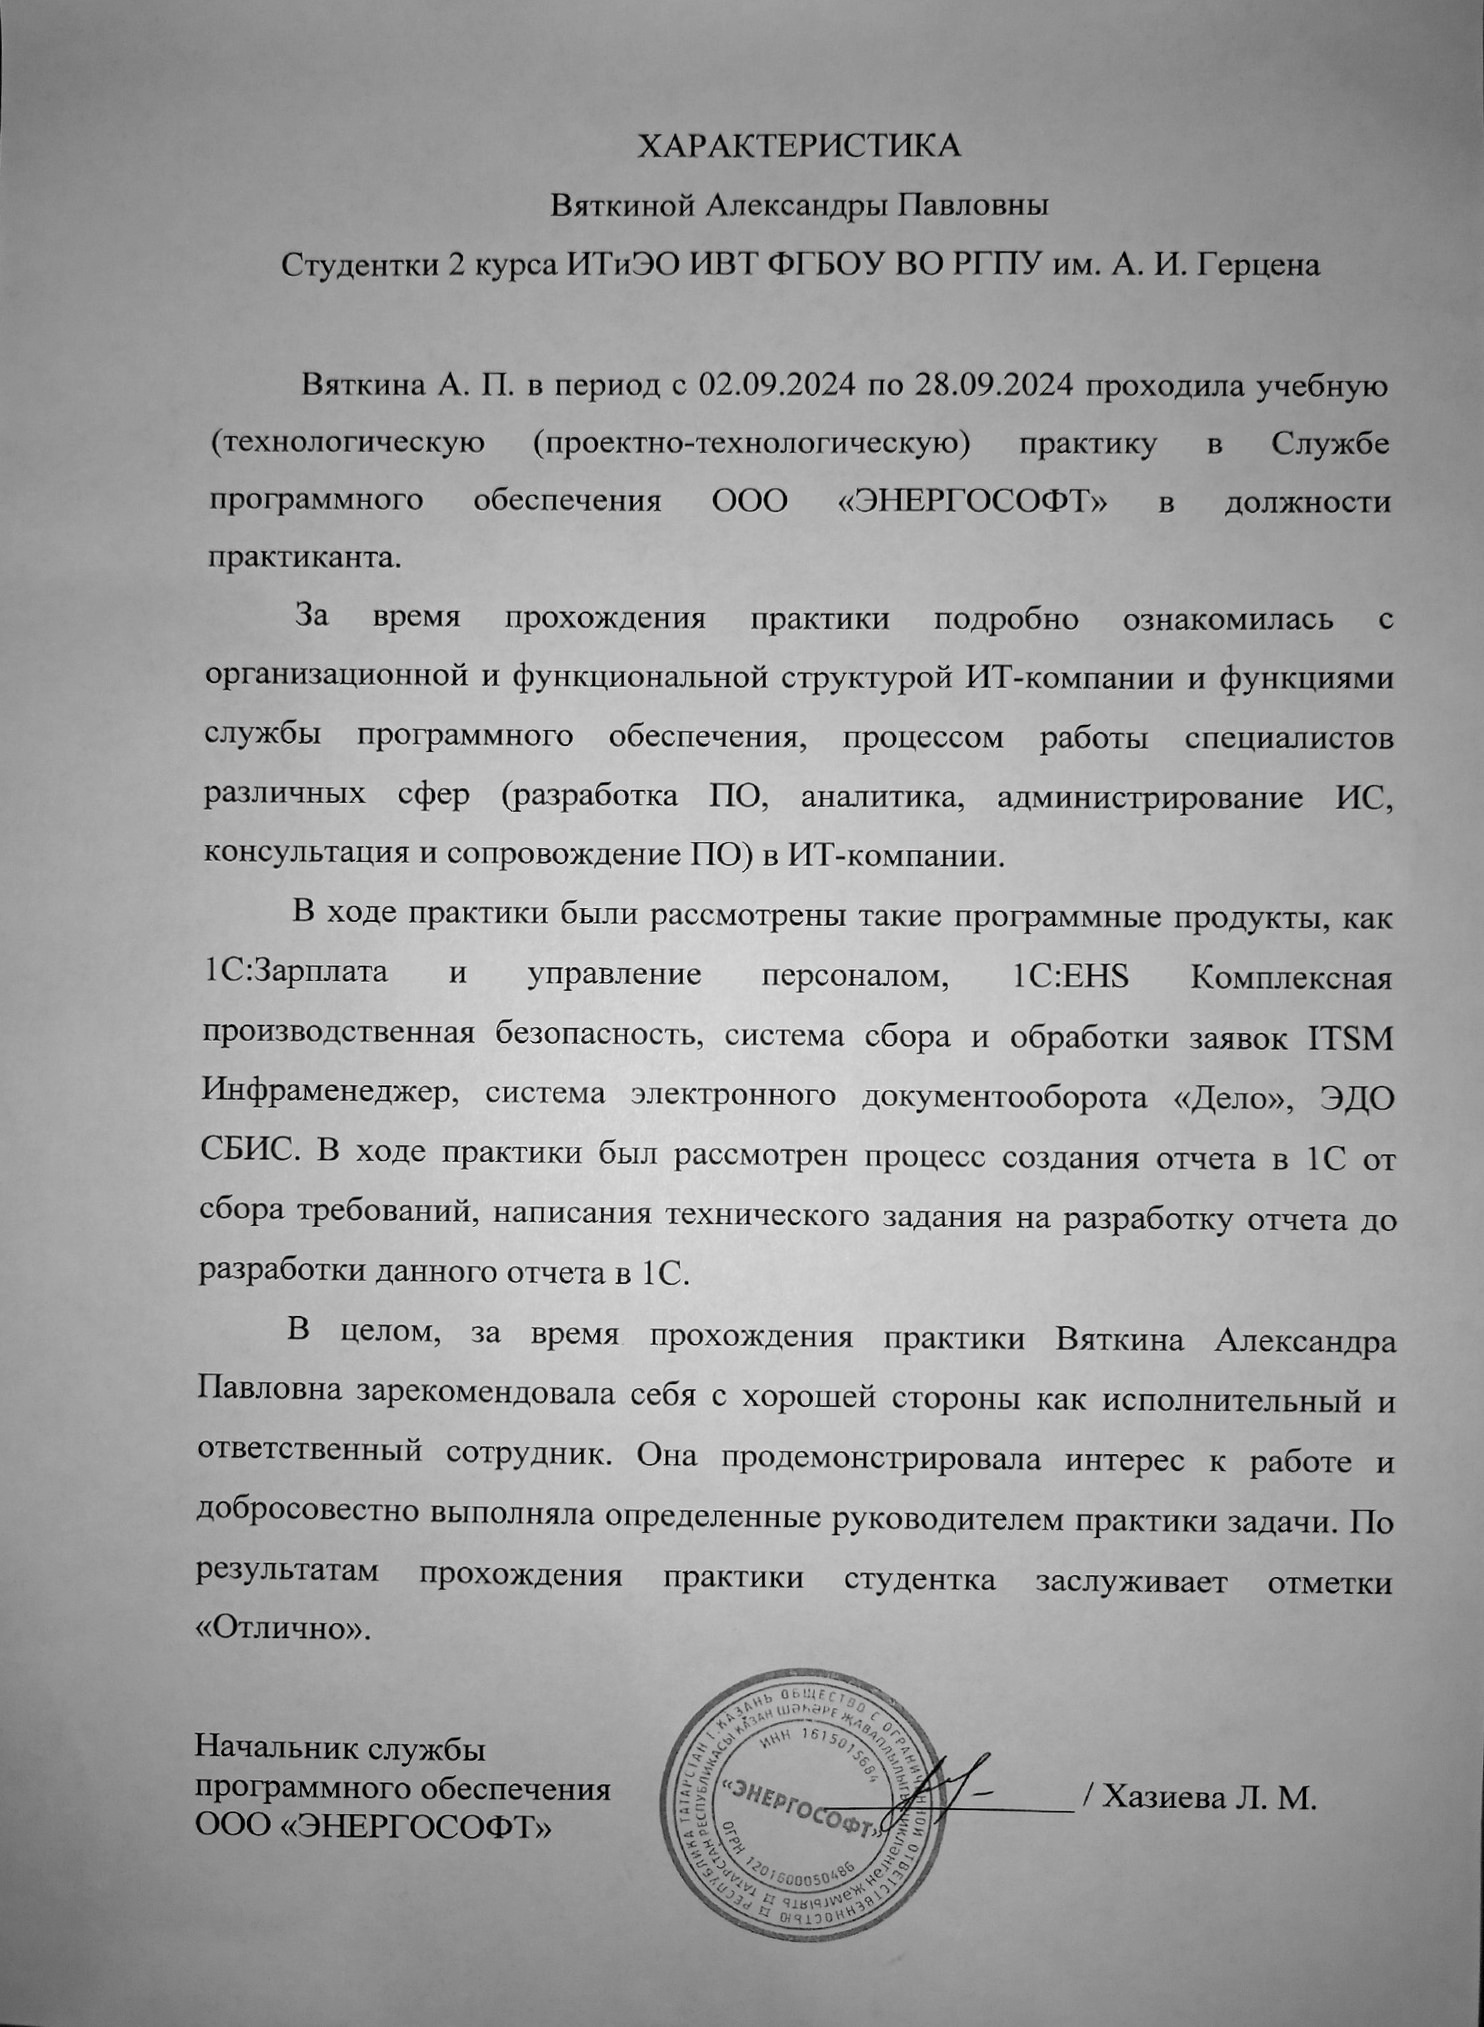 ХАРАКТЕРИСТИКА
Вяткиной Александры Павловны
Студентки 2 курса ИТиЭО ИВТ ФГБОУ ВО РГПУ им. А. И. Герцена
Вяткина А. П. в период с 02.09.2024 по 28.09.2024 проходила учебную
(технологическую (проектно-технологическую) практику в Службе
программного обеспечения ООО «ЭНЕРГОСОФТ» в должности
практиканта.
За время прохождения практики подробно ознакомилась с
организационной и функциональной структурой ИТ-компании и функциями
службы программного обеспечения, процессом работы специалистов
различных сфер (разработка ПО, аналитика, администрирование ИС,
консультация и сопровождение ПО) в ИТ-компании.
В ходе практики были рассмотрены такие программные продукты, как
1С:Зарплата и управление персоналом, 1С:EHS Комплексная
производственная безопасность, система сбора и обработки заявок ITSM
Инфраменеджер, система электронного документооборота «Дело», ЭДО
СБИС. В ходе практики был рассмотрен процесс создания отчета в 1С от
сбора требований, написания технического задания на разработку отчета до
разработки данного отчета в 1С.
В целом, за время прохождения практики Вяткина Александра
Павловна зарекомендовала себя с хорошей стороны как исполнительный и
ответственный сотрудник. Она продемонстрировала интерес к работе и
добросовестно выполняла определенные руководителем практики задачи. По
результатам прохождения практики студентка заслуживает отметки
«Отлично».
Начальник службы
программного обеспечения
ООО «ЭНЕРГОСОФТ»
/ Хазиева Л. М.
РЕСПУБЛИКА ТАТАРСТАН Г.КАЗАНЬ ОБЩЕСТВО С ОГРАНИЧЕННОЙ ОТВЕТСТВЕННОСТЬЮ
ТАТАРСТАН РЕСПУБЛИКАСЫ КАЗАН ШӘҺӘРЕ ҖАВАПЛЫЛЫГЫ ЧИКЛӘНГӘН ҖӘМГЫЯТЬ
ИНН 1615015684
«ЭНЕРГОСОФТ»
ОГРН 1201600050486